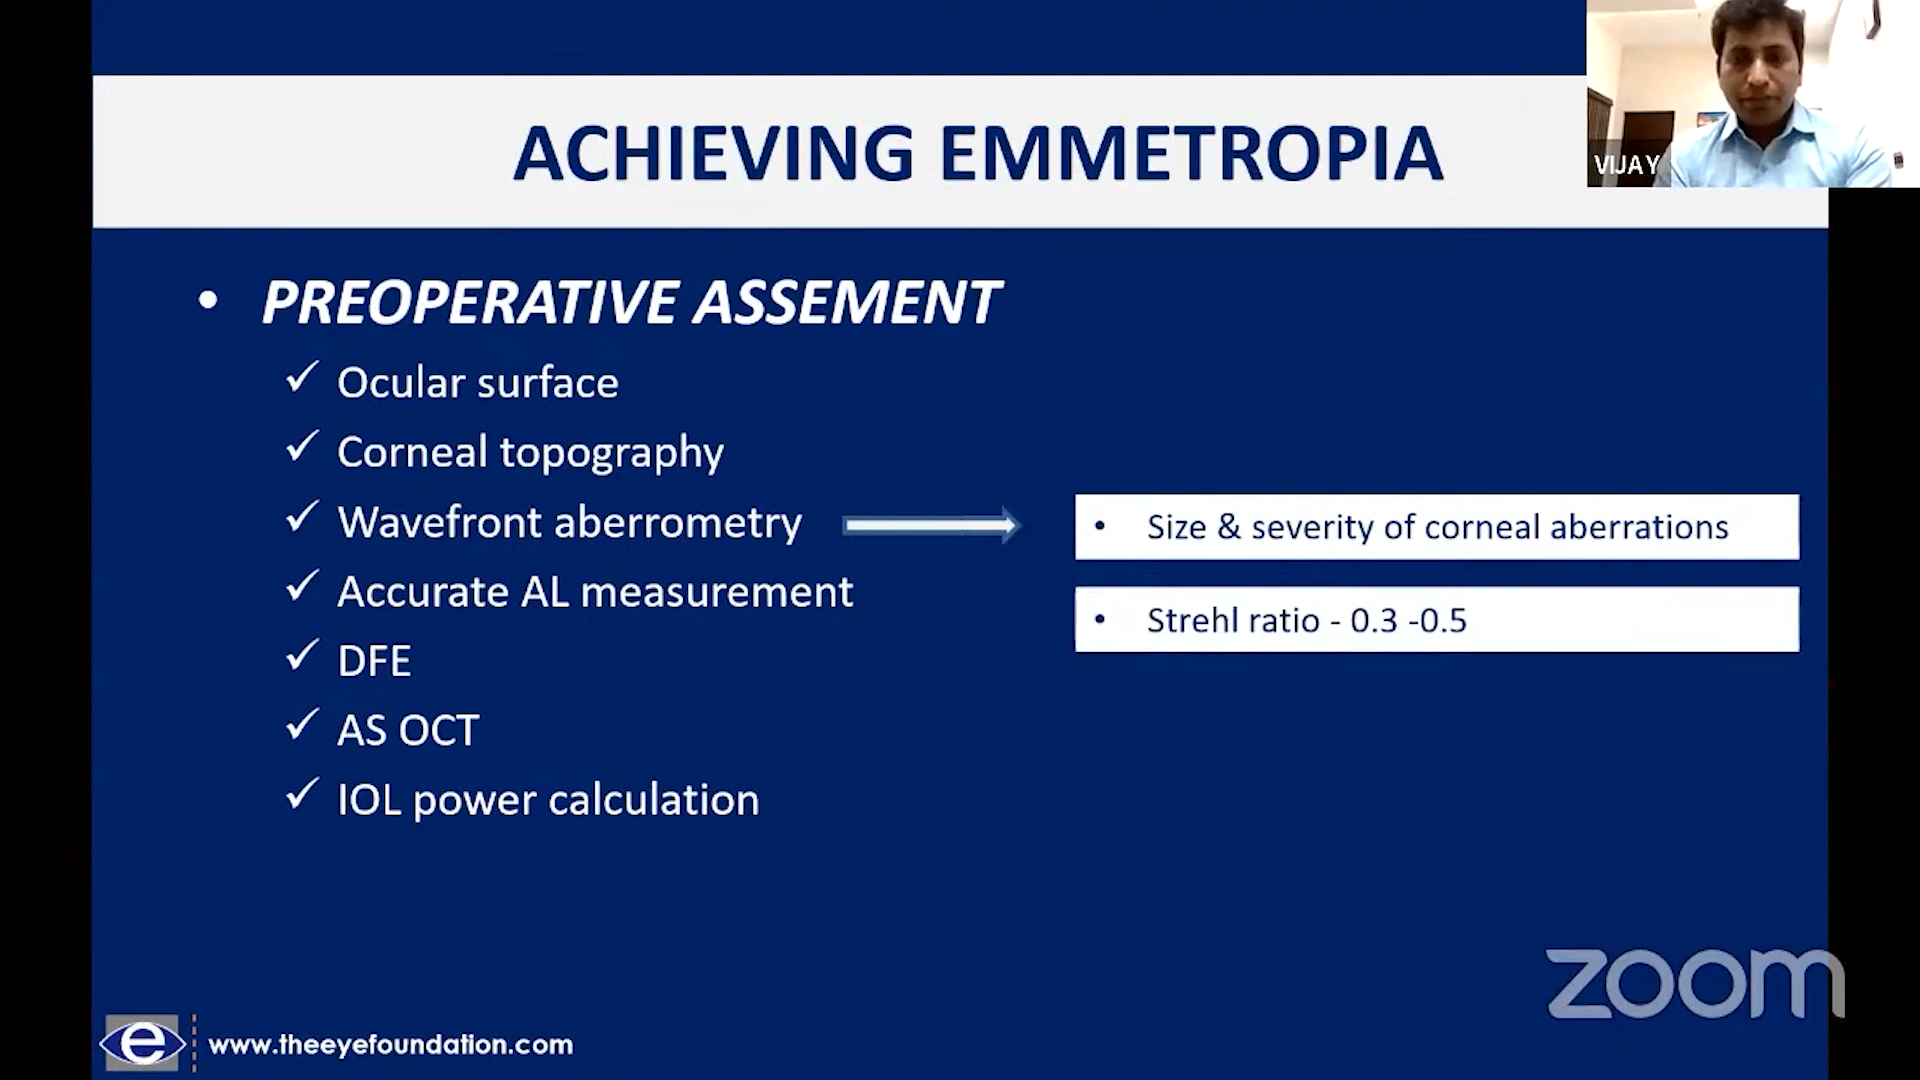 ACHIEVING EMMETROPIA
VIJAY
• PREOPERATIVE ASSEMENT
✓ Ocular surface
✓ Corneal topography
✓ Wavefront aberrometry
• Size & severity of corneal aberrations
✓ Accurate AL measurement
• Strehl ratio - 0.3 -0.5
✓ DFE
✓ AS OCT
✓ IOL power calculation
zoom
e
www.theeyefoundation.com